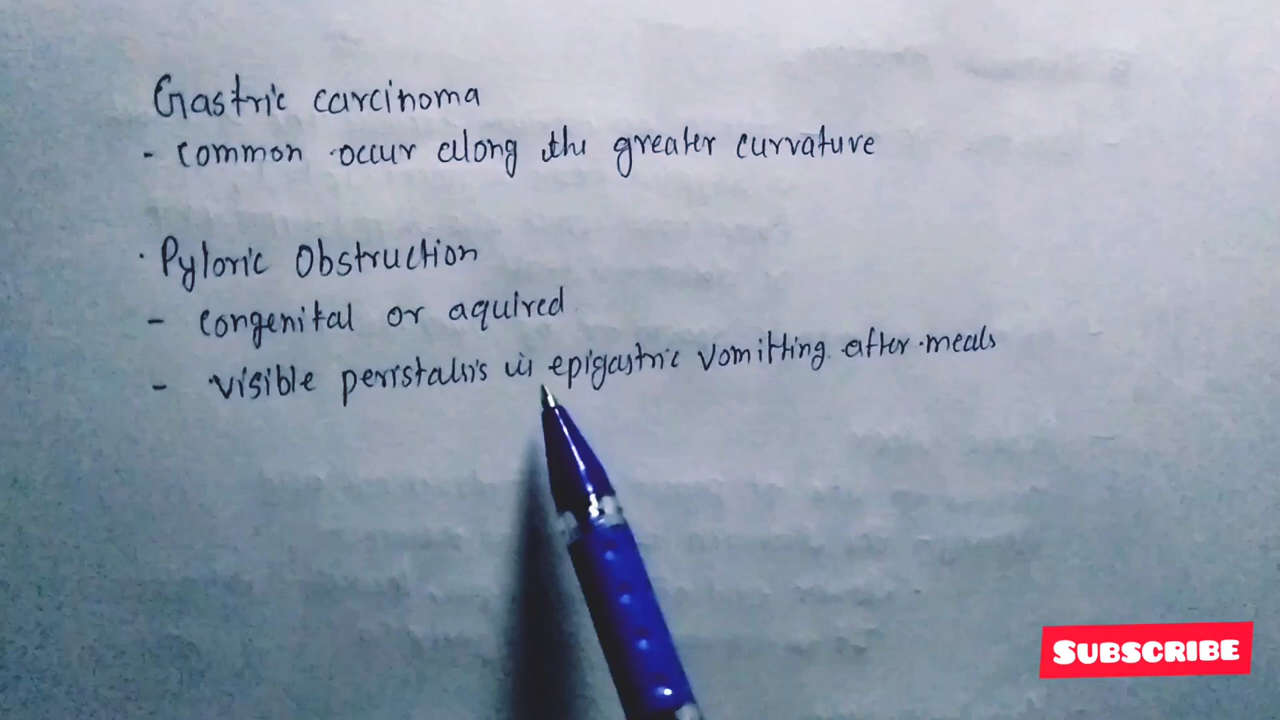 Gastric carcinoma
- common occur along the greater curvature
· Pyloric Obstruction
- congenital or aquired
- visible peristalsis in epigastric vomitting after meals
SUBSCRIBE